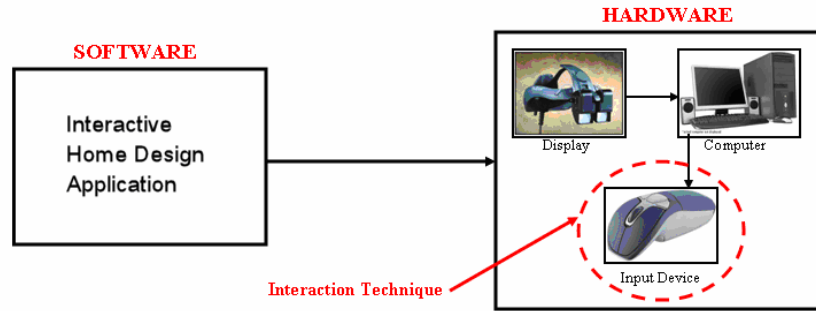 SOFTWARE
HARDWARE
Interactive
Home Design
Application
Display
Computer
Input Device
Interaction Technique